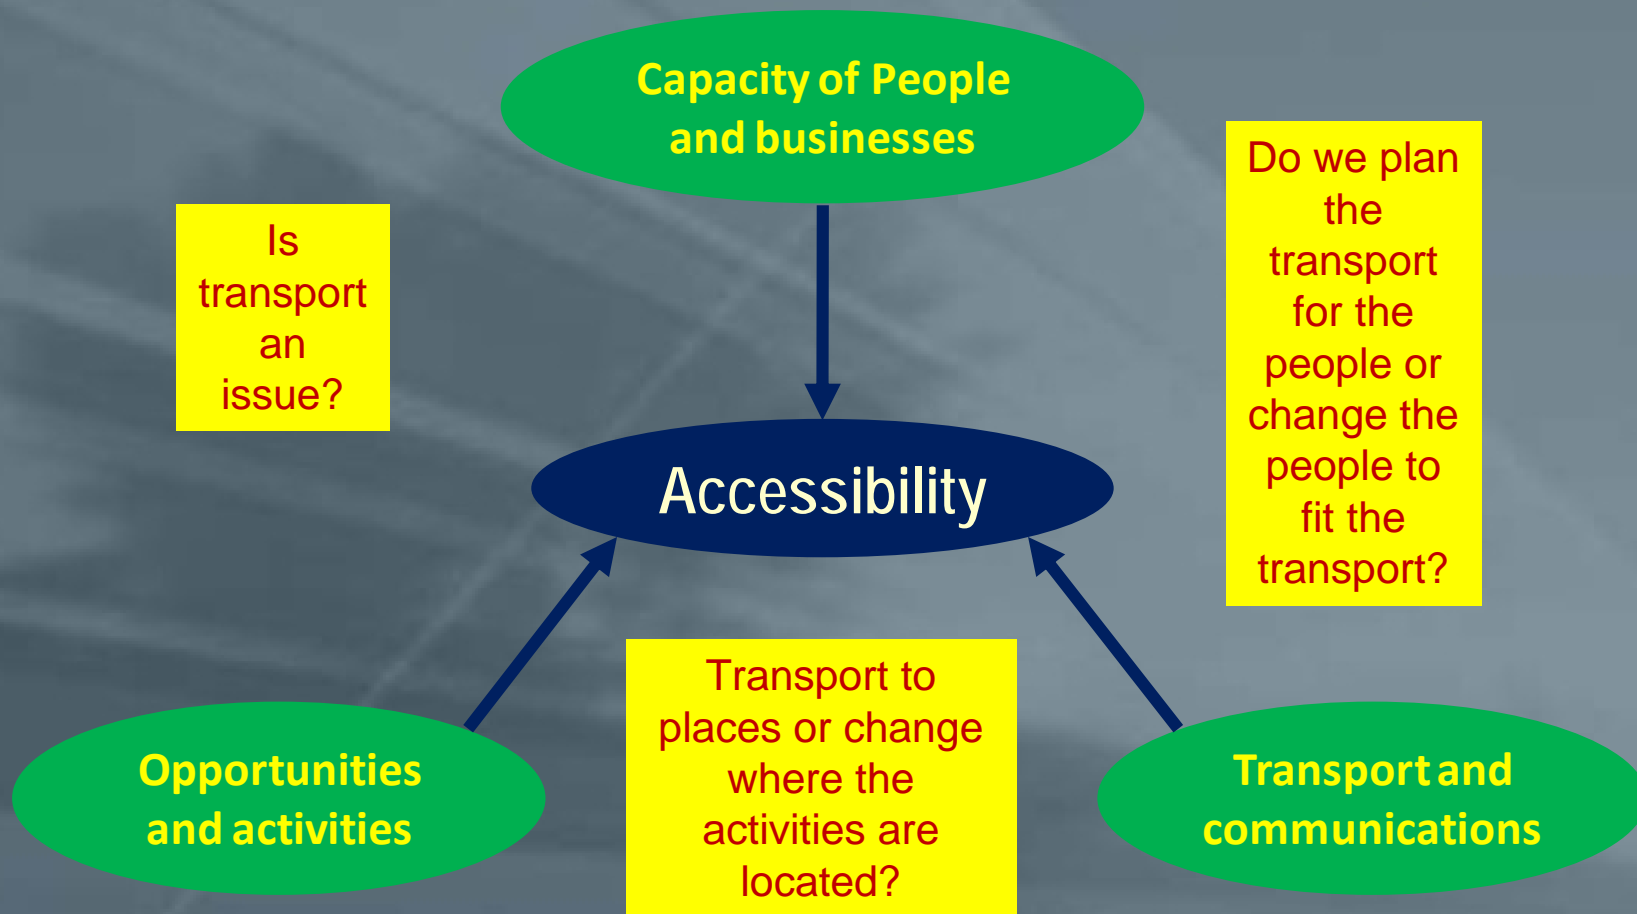 Capacity of People
and businesses
Is
transport
an
issue?
Do we plan
the
transport
for the
people or
change the
people to
fit the
transport?
Accessibility
Opportunities
and activities
Transport to
places or change
where the
activities are
located?
Transport and
communications